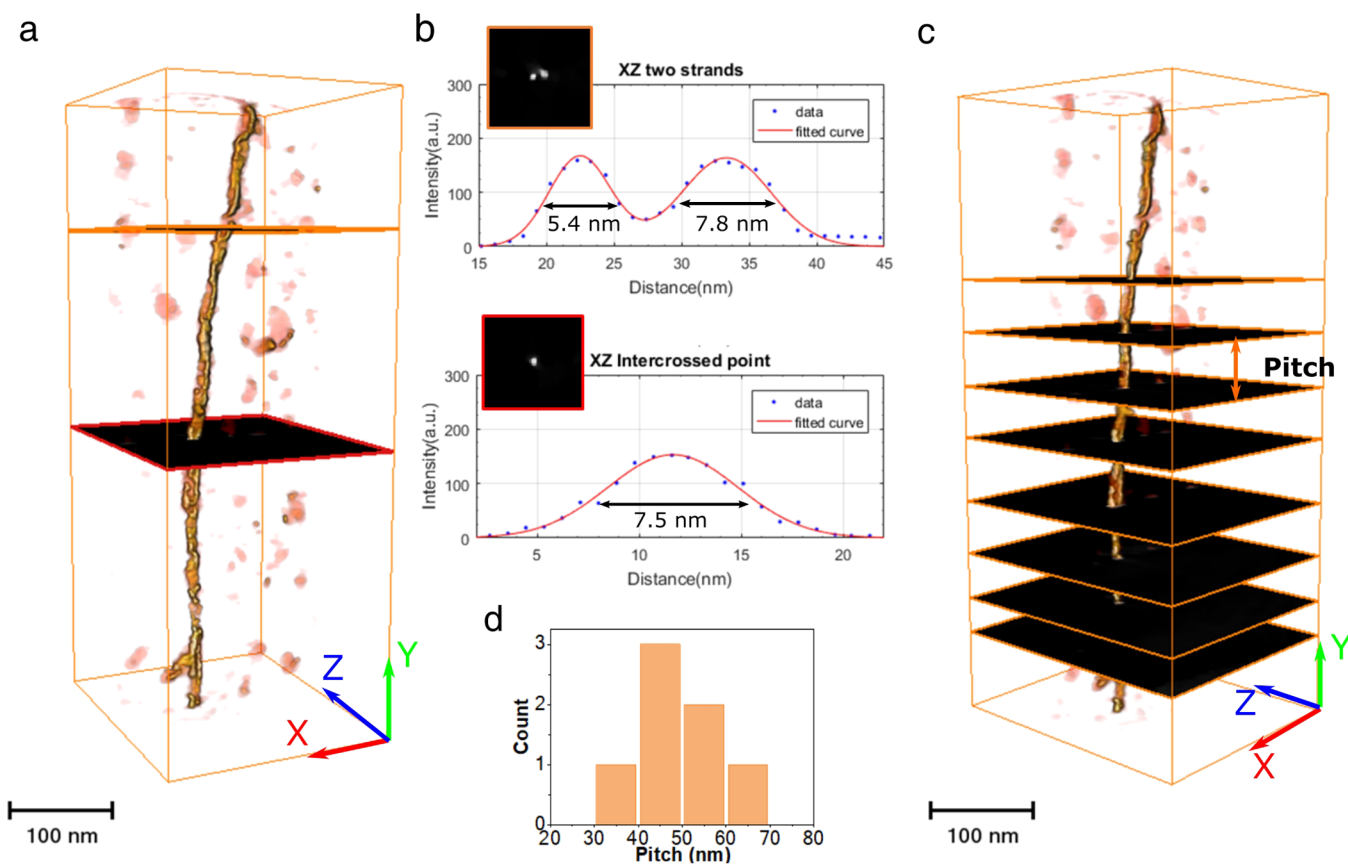 a
b
c
XZ two strands
300
200
100
0
Intensity(a.u.)
data
fitted curve
5.4 nm
7.8 nm
15
20
25
30
35
40
45
Distance(nm)
XZ Intercrossed point
300
200
100
0
Intensity(a.u.)
data
fitted curve
7.5 nm
5
10
15
20
Distance(nm)
Pitch
d
3
2
1
0
Count
20
30
40
50
60
70
80
Pitch (nm)
Y
Z
X
100 nm
Y
Z
X
100 nm